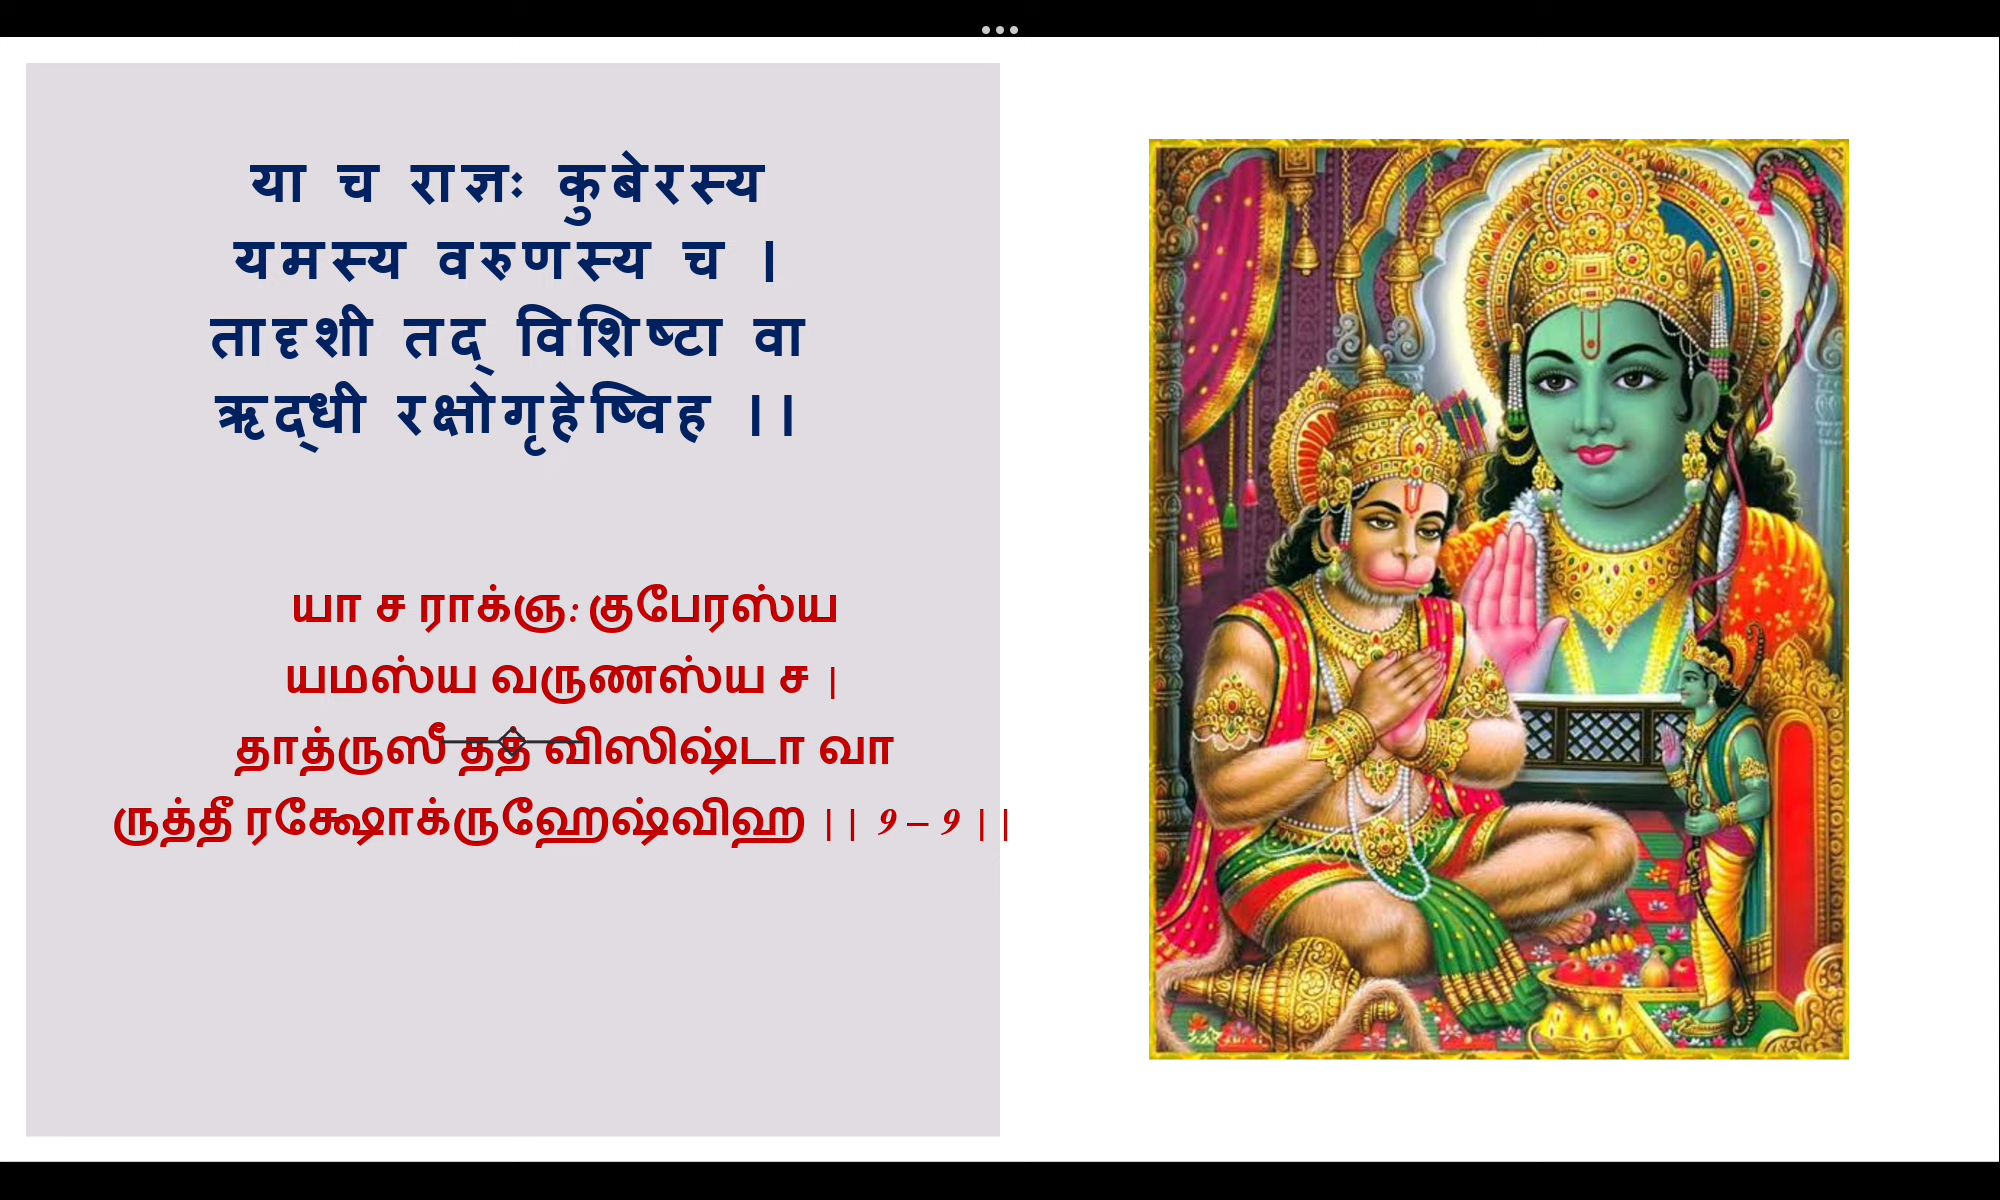 या च राज्ञः कुबेरस्य
यमस्य वरुणस्य च ।
तादृशी तद् विशिष्टा वा
ऋद्धी रक्षोगृहेष्विह ।।
யா ச ராக்ஞ: குபேரஸ்ய
யமஸ்ய வருணஸ்ய ச |
தாத்ருஸீ தத் விஸிஷ்டா வா
ருத்தீ ரக்ஷோக்ருஹேஷ்விஹ || 9 – 9 ||